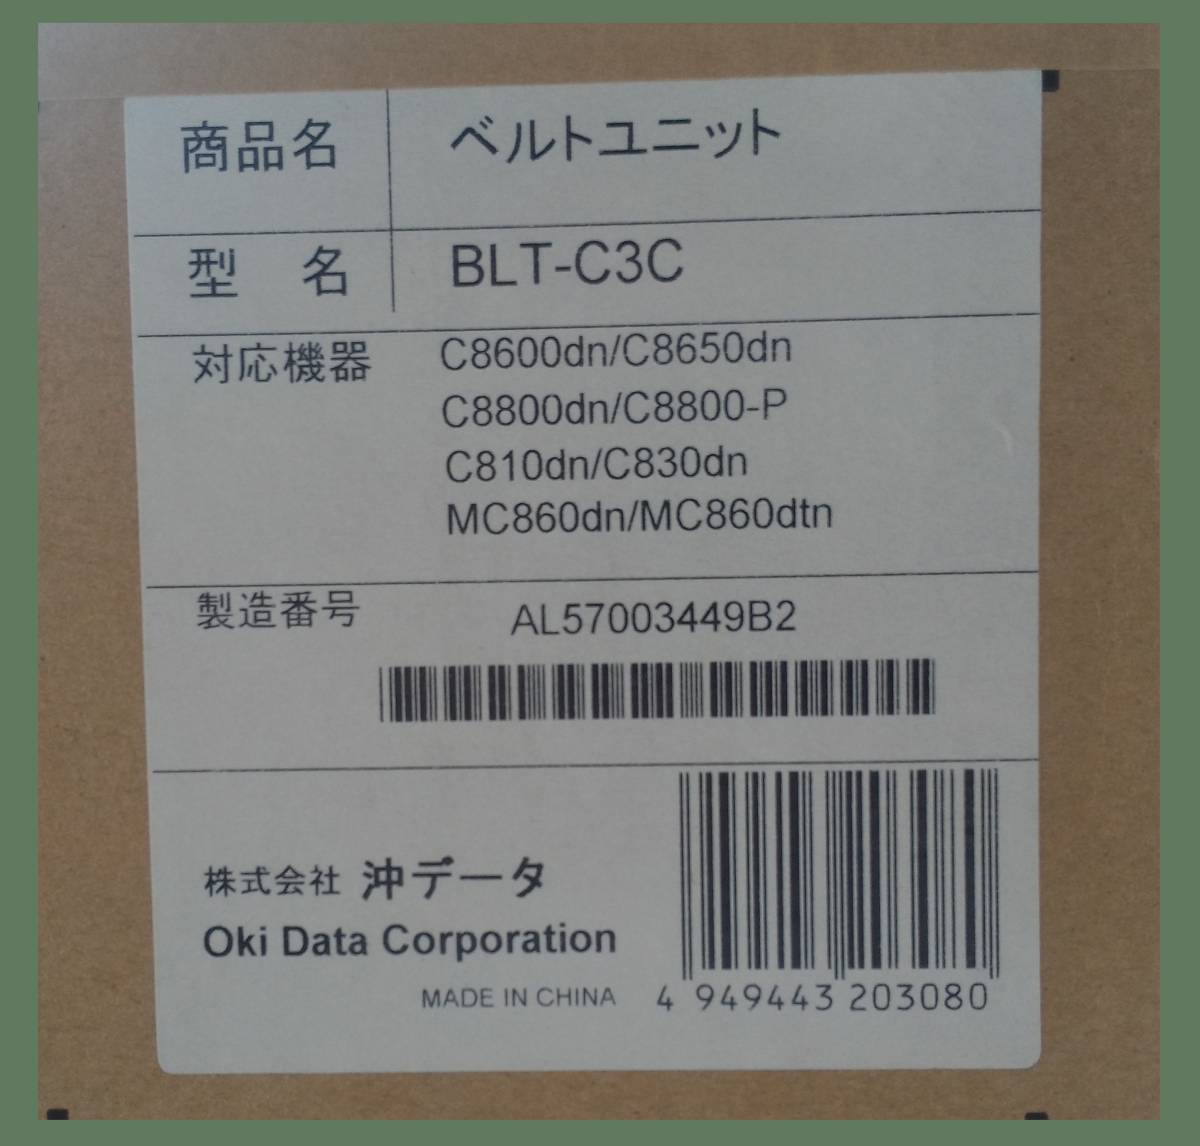 商品名 ベルトユニット
型 名 BLT-C3C
対応機器 C8600dn/C8650dn
C8800dn/C8800-P
C810dn/C830dn
MC860dn/MC860dtn
製造番号 AL57003449B2
株式会社 沖データ
Oki Data Corporation
MADE IN CHINA 4 949443 203080